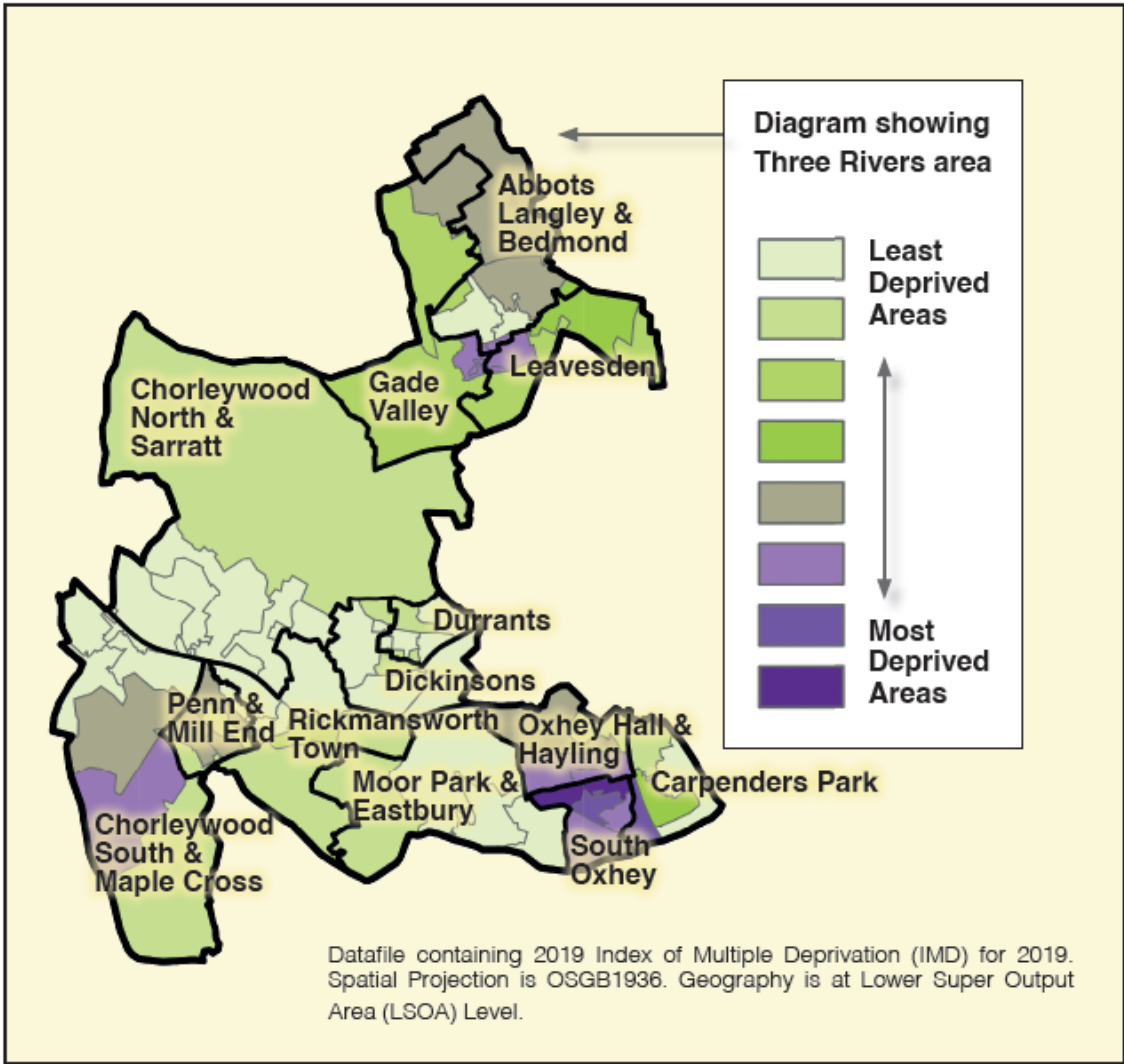 Diagram showing
Three Rivers area
Least
Deprived
Areas
Most
Deprived
Areas
Abbots
Langley &
Bedmond
Leavesden
Gade
Valley
Chorleywood
North &
Sarratt
Durrants
Dickinsons
Penn &
Mill End
Rickmansworth
Town
Oxhey Hall &
Hayling
Moor Park &
Eastbury
Carpenders Park
Chorleywood
South &
Maple Cross
South
Oxhey
Datafile containing 2019 Index of Multiple Deprivation (IMD) for 2019.
Spatial Projection is OSGB1936. Geography is at Lower Super Output
Area (LSOA) Level.